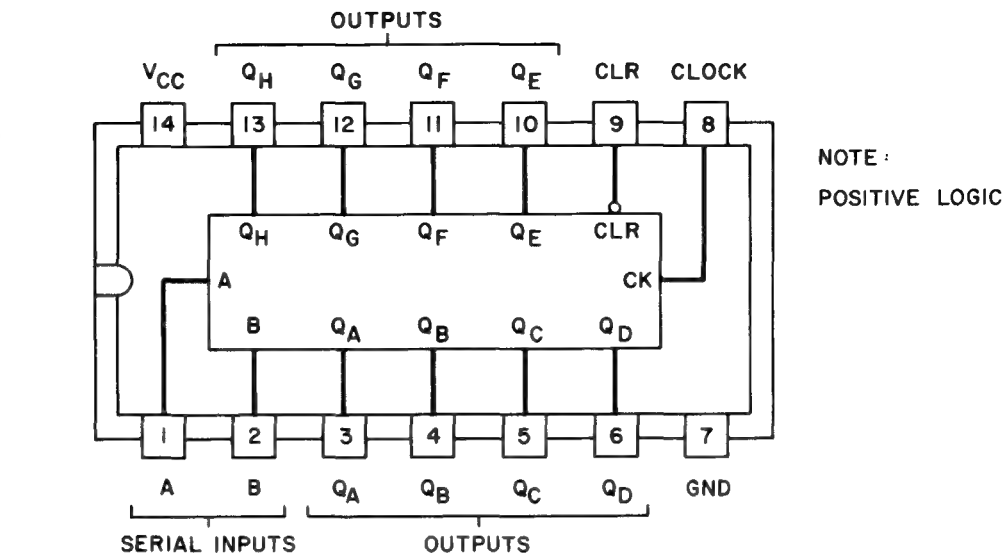 OUTPUTS
VCC QH QG QF QE CLR CLOCK
14 13 12 11 10 9 8
NOTE:
POSITIVE LOGIC
QH QG QF QE CLR
A CK
B QA QB QC QD
1 2 3 4 5 6 7
A B QA QB QC QD GND
SERIAL INPUTS OUTPUTS